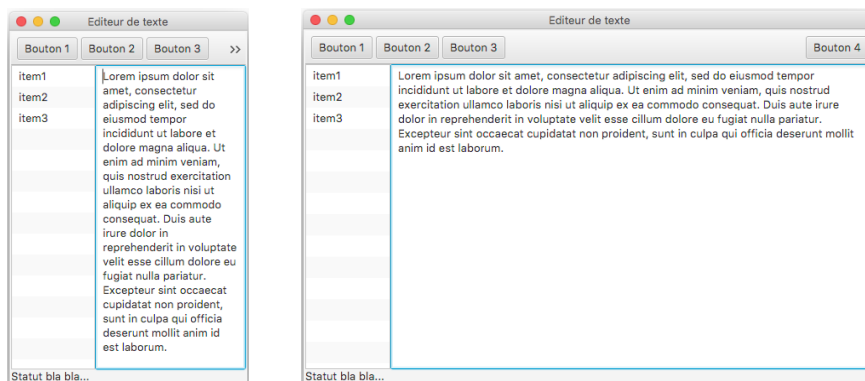 Editeur de texte
Bouton 1 Bouton 2 Bouton 3 >>
item1
item2
item3
Lorem ipsum dolor sit
amet, consectetur
adipiscing elit, sed do
eiusmod tempor
incididunt ut labore et
dolore magna aliqua. Ut
enim ad minim veniam,
quis nostrud exercitation
ullamco laboris nisi ut
aliquip ex ea commodo
consequat. Duis aute
irure dolor in
reprehenderit in voluptate
velit esse cillum dolore eu
fugiat nulla pariatur.
Excepteur sint occaecat
cupidatat non proident,
sunt in culpa qui officia
deserunt mollit anim id
est laborum.
Statut bla bla...
Editeur de texte
Bouton 1 Bouton 2 Bouton 3 Bouton 4
item1
item2
item3
Lorem ipsum dolor sit amet, consectetur adipiscing elit, sed do eiusmod tempor
incididunt ut labore et dolore magna aliqua. Ut enim ad minim veniam, quis nostrud
exercitation ullamco laboris nisi ut aliquip ex ea commodo consequat. Duis aute irure
dolor in reprehenderit in voluptate velit esse cillum dolore eu fugiat nulla pariatur.
Excepteur sint occaecat cupidatat non proident, sunt in culpa qui officia deserunt mollit
anim id est laborum.
Statut bla bla...